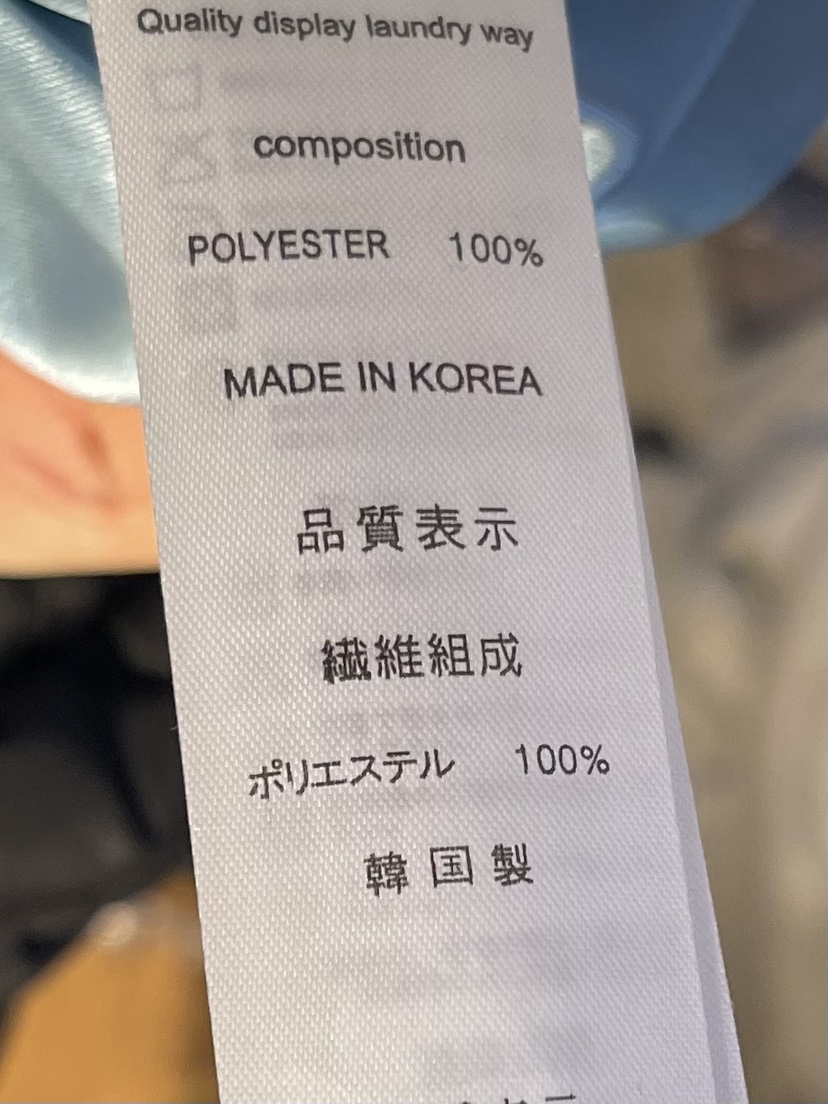 Quality display laundry way
composition
POLYESTER 100%
MADE IN KOREA
品質表示
繊維組成
ポリエステル 100%
韓国製